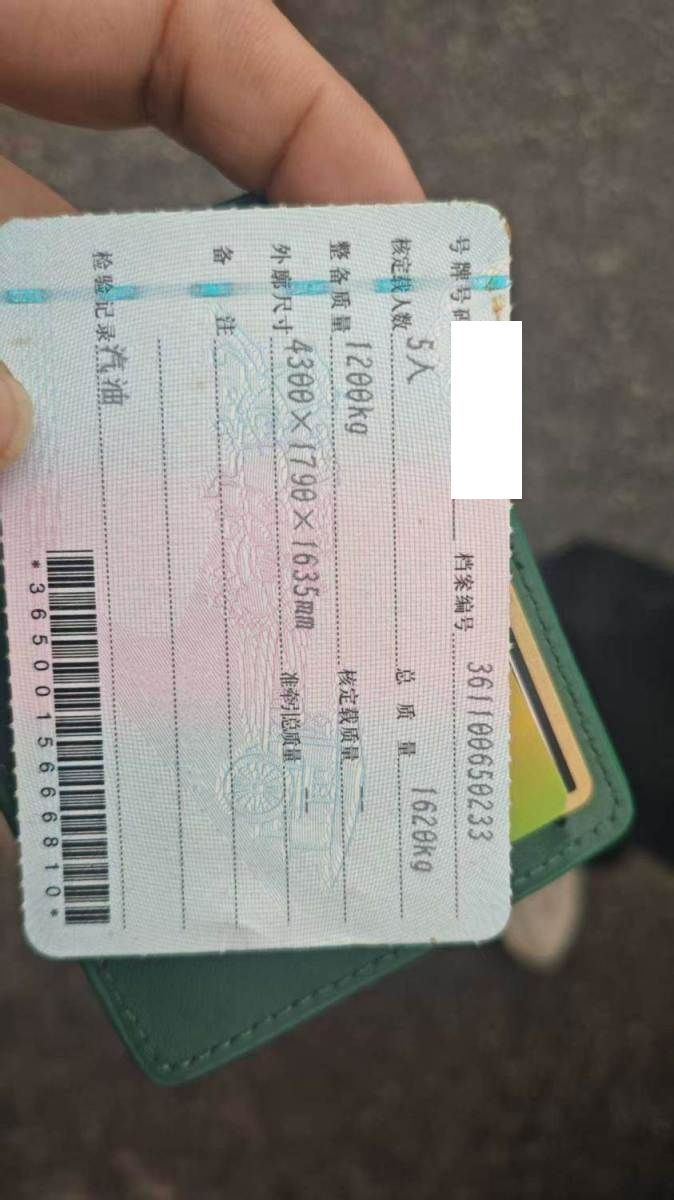 号牌号码 档案编号 361100650233
核定载人数 5人 总质量 1620kg
整备质量 1200kg 核定载质量 —
外廓尺寸 4300×1790×1635mm 准牵引总质量 —
备注
检验记录 汽油
*3650015666810*